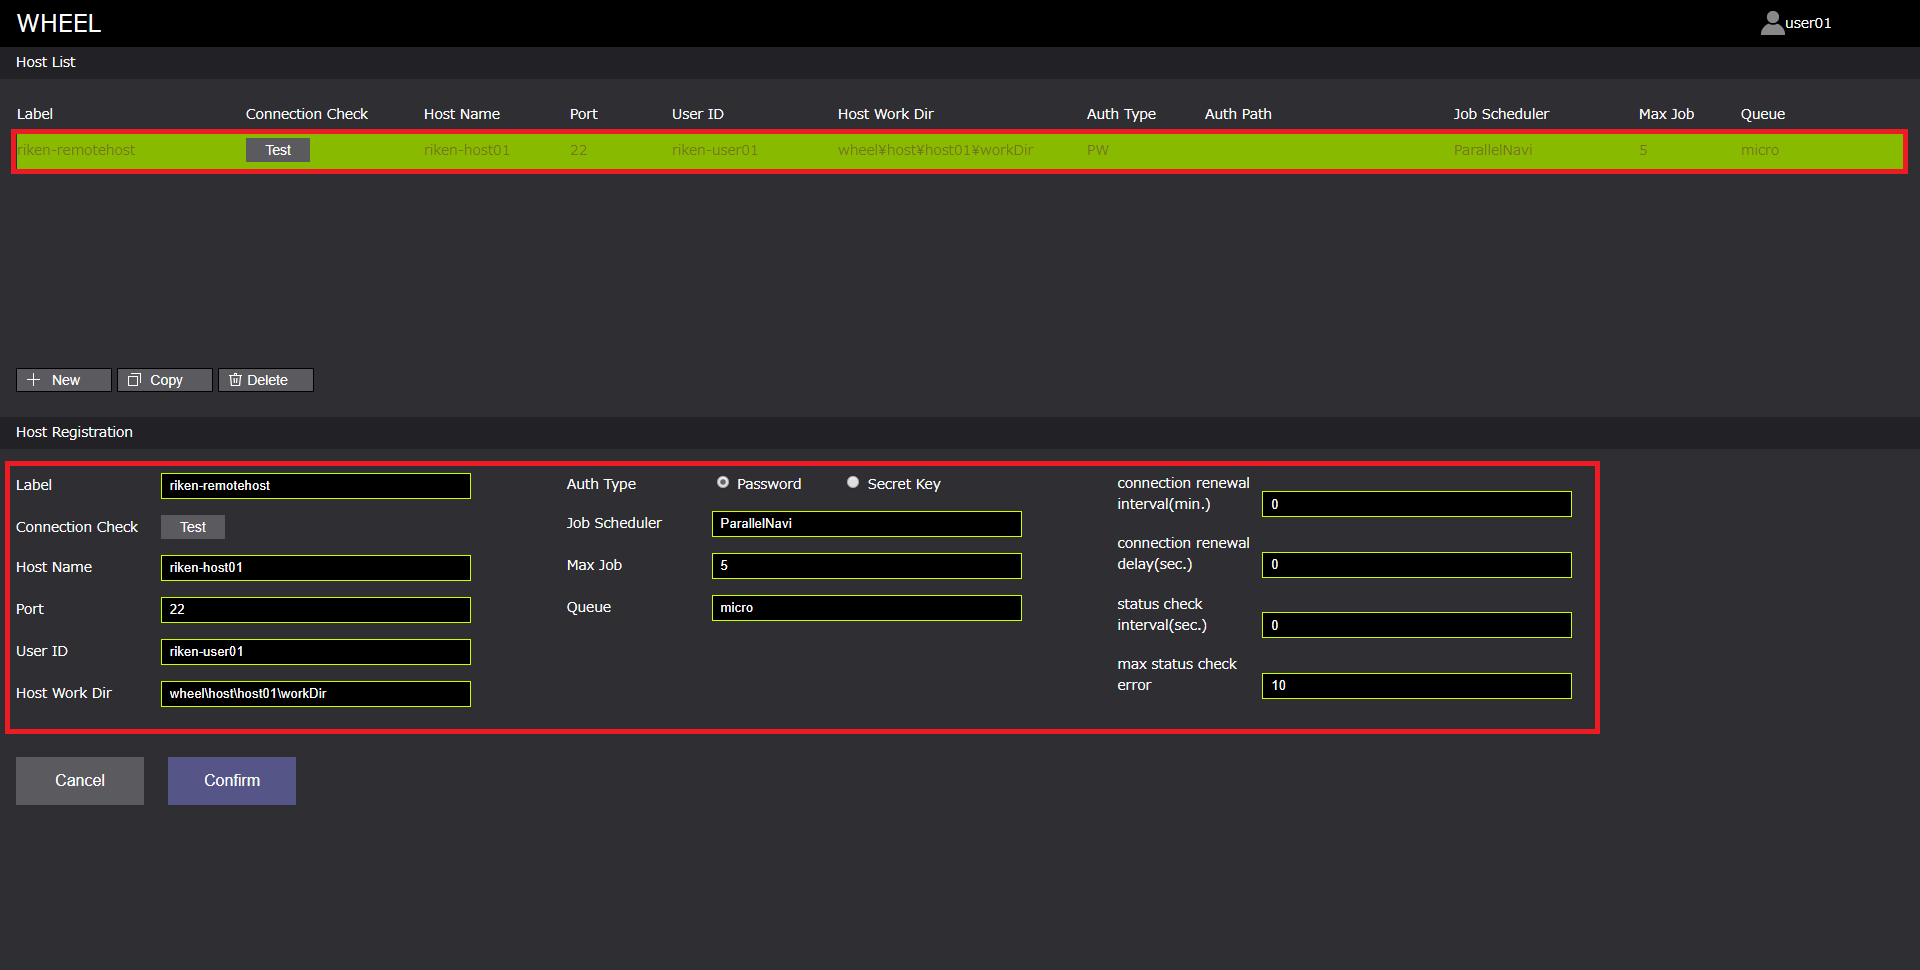 WHEEL
user01
Host List
Label Connection Check Host Name Port User ID Host Work Dir Auth Type Auth Path Job Scheduler Max Job Queue
riken-remotehost Test riken-host01 22 riken-user01 wheel¥host¥host01¥workDir PW ParallelNavi 5 micro
New Copy Delete
Host Registration
Label riken-remotehost
Connection Check Test
Host Name riken-host01
Port 22
User ID riken-user01
Host Work Dir wheel\host\host01\workDir
Auth Type Password Secret Key
Job Scheduler ParallelNavi
Max Job 5
Queue micro
connection renewal
interval(min.) 0
connection renewal
delay(sec.) 0
status check
interval(sec.) 0
max status check
error 10
Cancel Confirm